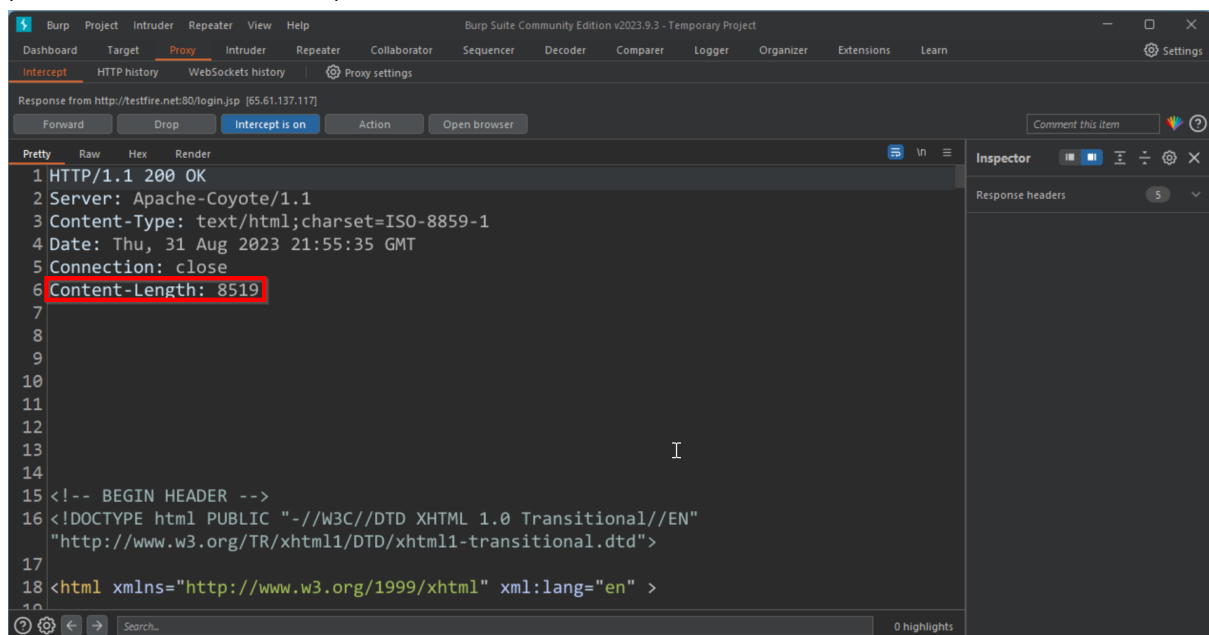 Burp Project Intruder Repeater View Help Burp Suite Community Edition v2023.9.3 - Temporary Project
Dashboard Target Proxy Intruder Repeater Collaborator Sequencer Decoder Comparer Logger Organizer Extensions Learn Settings
Intercept HTTP history WebSockets history Proxy settings
Response from http://testfire.net:80/login.jsp [65.61.137.117]
Forward Drop Intercept is on Action Open browser Comment this item
Pretty Raw Hex Render \n Inspector
1 HTTP/1.1 200 OK
2 Server: Apache-Coyote/1.1 Response headers 5
3 Content-Type: text/html;charset=ISO-8859-1
4 Date: Thu, 31 Aug 2023 21:55:35 GMT
5 Connection: close
6 Content-Length: 8519
7
8
9
10
11
12
13
14
15 <!-- BEGIN HEADER -->
16 <!DOCTYPE html PUBLIC "-//W3C//DTD XHTML 1.0 Transitional//EN"
"http://www.w3.org/TR/xhtml1/DTD/xhtml1-transitional.dtd">
17
18 <html xmlns="http://www.w3.org/1999/xhtml" xml:lang="en" >
Search... 0 highlights